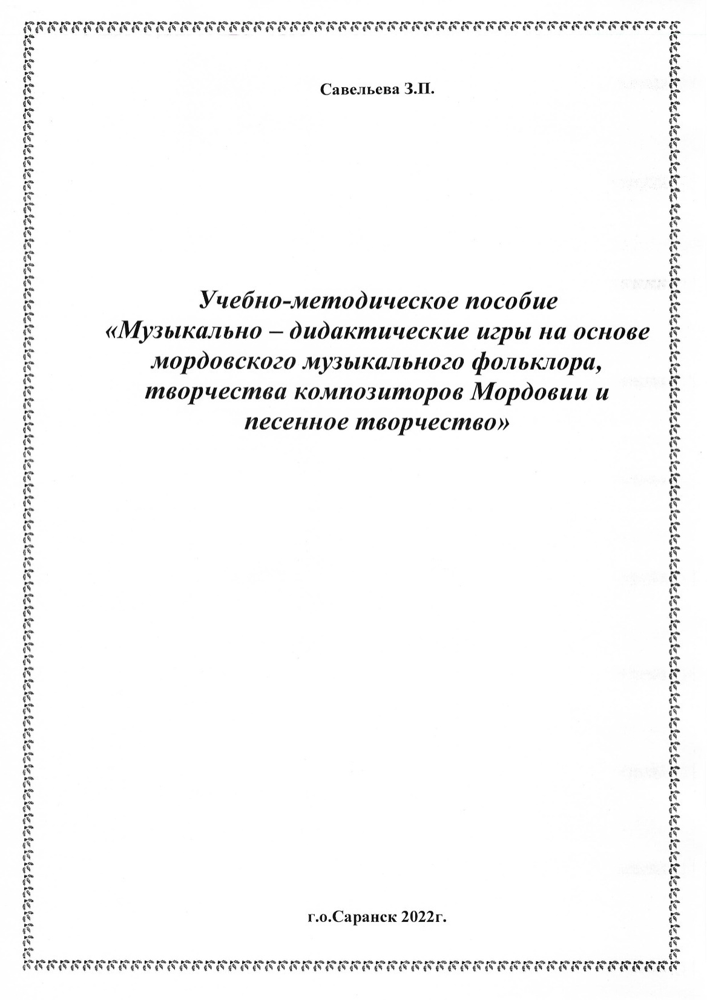 Савельева З.П.
Учебно-методическое пособие
«Музыкально – дидактические игры на основе
мордовского музыкального фольклора,
творчества композиторов Мордовии и
песенное творчество»
г.о.Саранск 2022г.